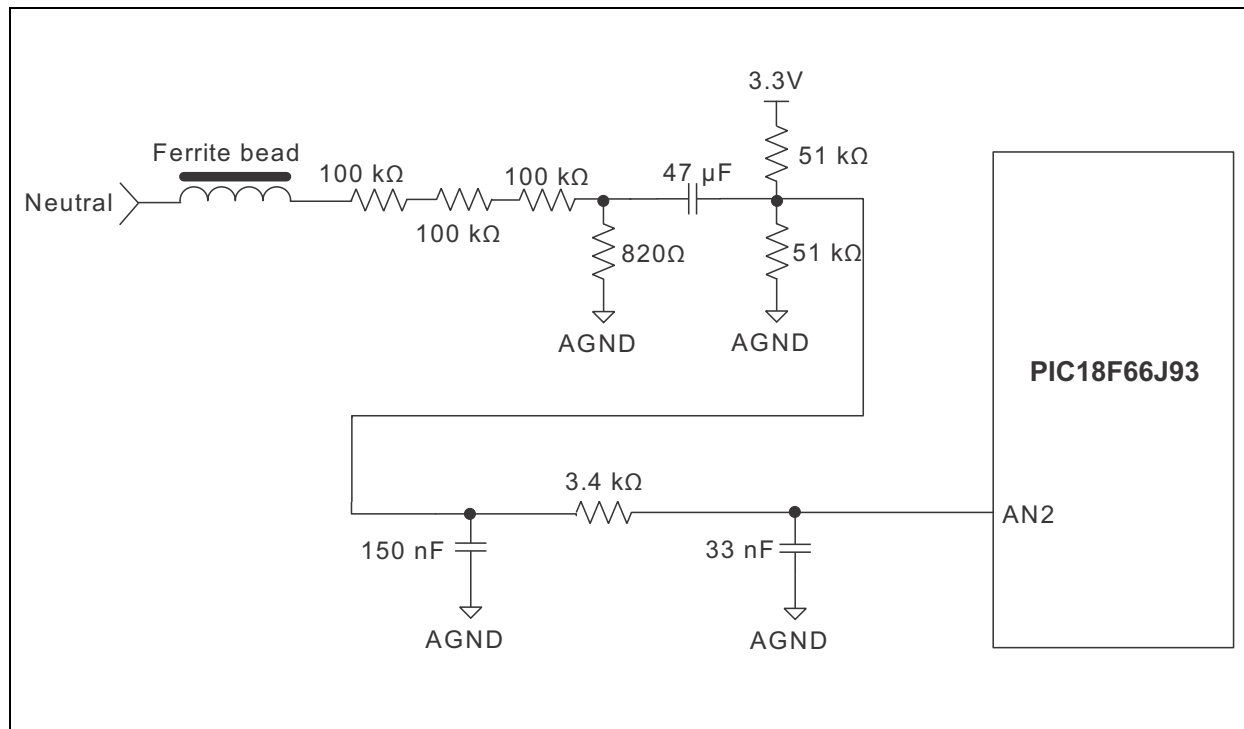 3.3V
Ferrite bead
51 kΩ
100 kΩ
100 kΩ
47 µF
Neutral
100 kΩ
820Ω
51 kΩ
AGND
AGND
PIC18F66J93
3.4 kΩ
AN2
150 nF
33 nF
AGND
AGND